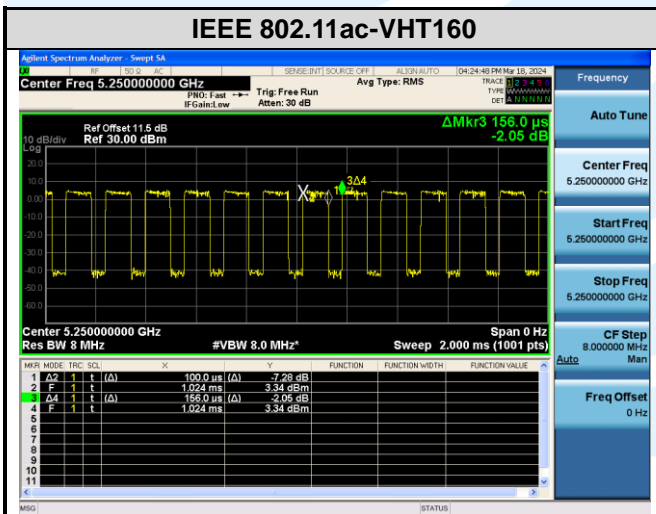 IEEE 802.11ac-VHT160
Agilent Spectrum Analyzer - Swept SA
RF 50 Ω AC SENSE:INT SOURCE OFF ALIGN AUTO 04:24:48 PM Mar 18, 2024
Center Freq 5.250000000 GHz
PNO: Fast
IFGain:Low
Trig: Free Run
Atten: 30 dB
Avg Type: RMS
TRACE 1 2 3 4 5 6
TYPE
DET A N N N N N
Frequency
Auto Tune
Center Freq
5.250000000 GHz
Start Freq
5.250000000 GHz
Stop Freq
5.250000000 GHz
CF Step
8.000000 MHz
Auto Man
Freq Offset
0 Hz
ΔMkr3 156.0 µs
-2.05 dB
Ref Offset 11.5 dB
10 dB/div Ref 30.00 dBm
Log
20.0
10.0
0.00
-10.0
-20.0
-30.0
-40.0
-50.0
-60.0
X 2 1 3Δ4
Center 5.250000000 GHz Span 0 Hz
Res BW 8 MHz #VBW 8.0 MHz* Sweep 2.000 ms (1001 pts)
MKR MODE TRC SCL X Y FUNCTION FUNCTION WIDTH FUNCTION VALUE
1 Δ2 1 t (Δ) 100.0 µs (Δ) -7.28 dB
2 F 1 t 1.024 ms 3.34 dBm
3 Δ4 1 t (Δ) 156.0 µs (Δ) -2.05 dB
4 F 1 t 1.024 ms 3.34 dBm
5
6
7
8
9
10
11
MSG STATUS